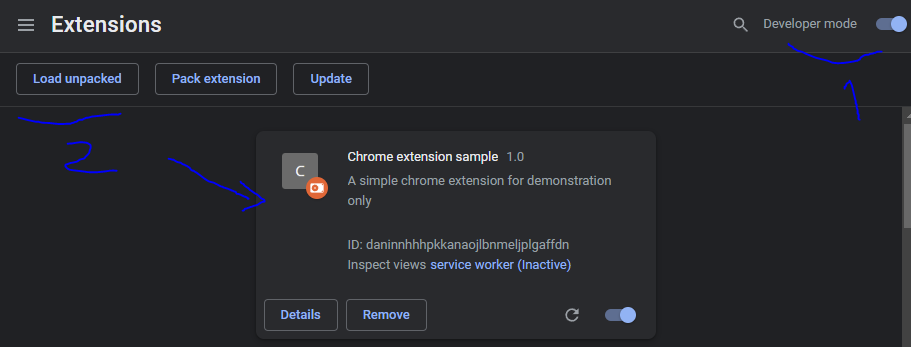 Extensions
Developer mode
1
Load unpacked
Pack extension
Update
2
C
Chrome extension sample 1.0
A simple chrome extension for demonstration
only
ID: daninnhhhpkkanaojlbnmeljplgaffdn
Inspect views service worker (Inactive)
Details
Remove